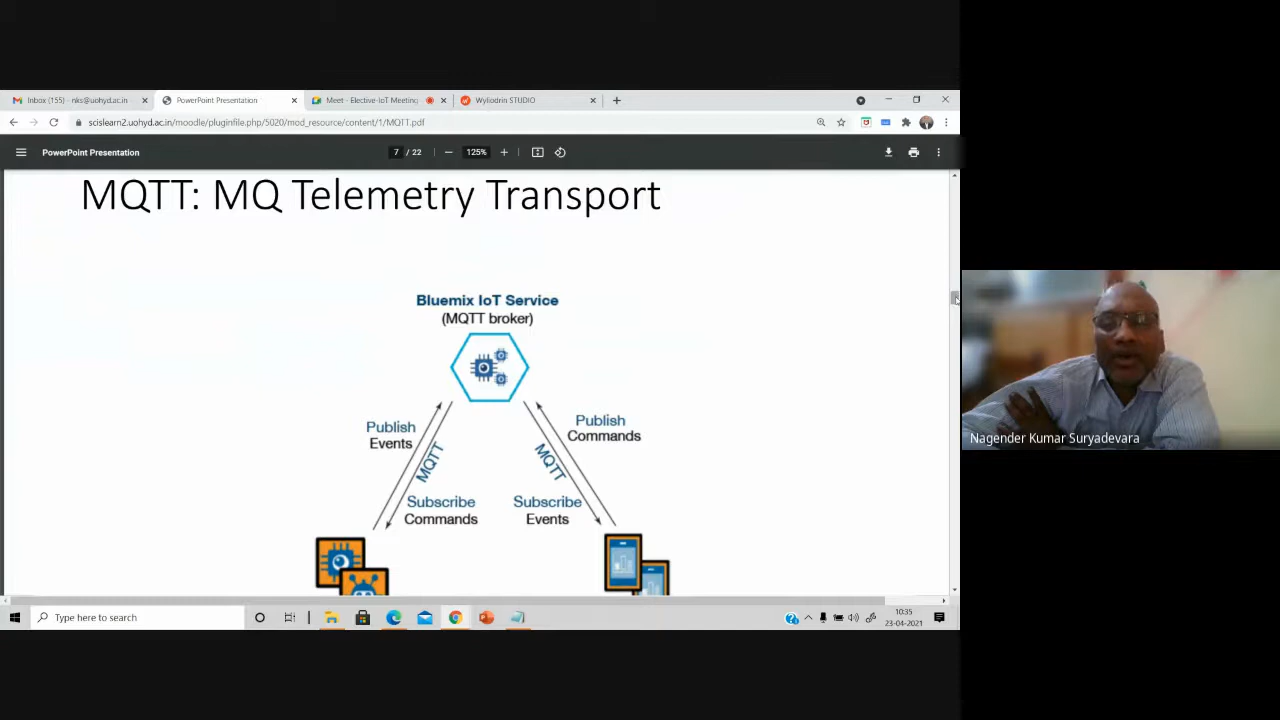 Inbox (155) - nks@uohyd.ac.in
PowerPoint Presentation
Meet - Elective-IoT Meeting
Wyliodrin STUDIO
scislearn2.uohyd.ac.in/moodle/pluginfile.php/5020/mod_resource/content/1/MQTT.pdf
PowerPoint Presentation
7 / 22
125%
MQTT: MQ Telemetry Transport
Bluemix IoT Service
(MQTT broker)
Publish
Events
MQTT
Subscribe
Commands
Publish
Commands
MQTT
Subscribe
Events
Nagender Kumar Suryadevara
Type here to search
10:35
23-04-2021